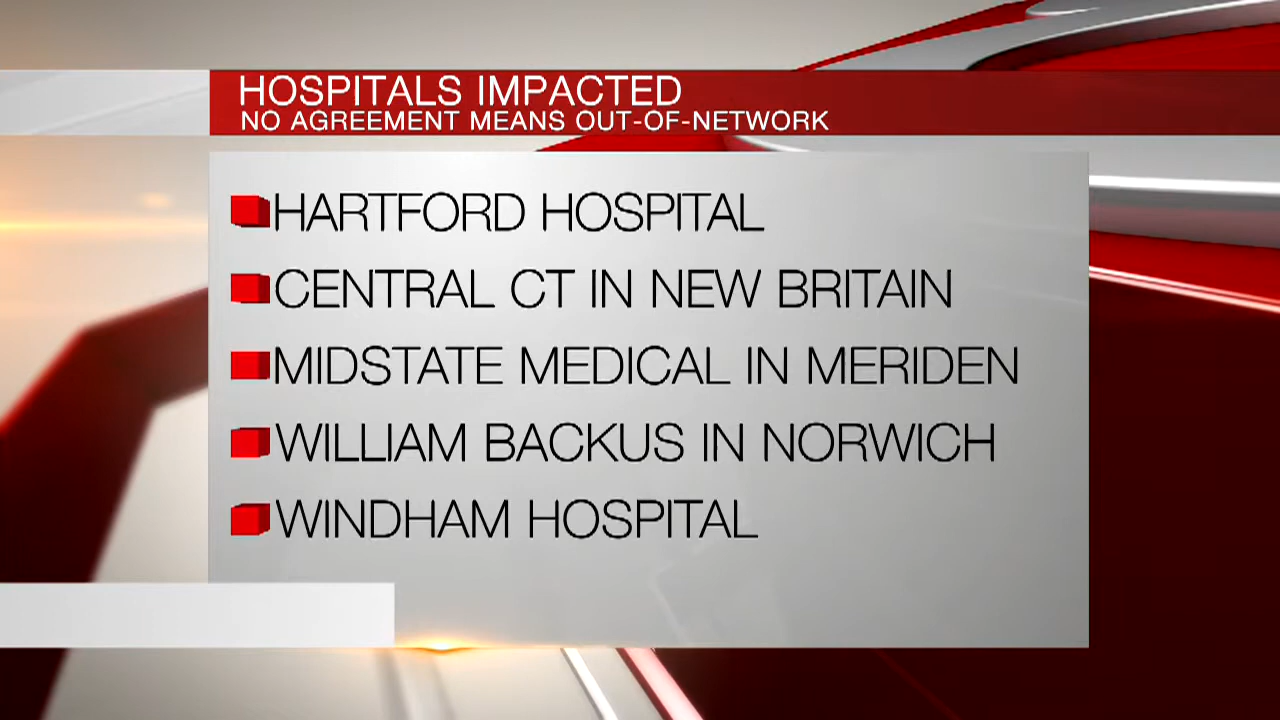 HOSPITALS IMPACTED
NO AGREEMENT MEANS OUT-OF-NETWORK
HARTFORD HOSPITAL
CENTRAL CT IN NEW BRITAIN
MIDSTATE MEDICAL IN MERIDEN
WILLIAM BACKUS IN NORWICH
WINDHAM HOSPITAL